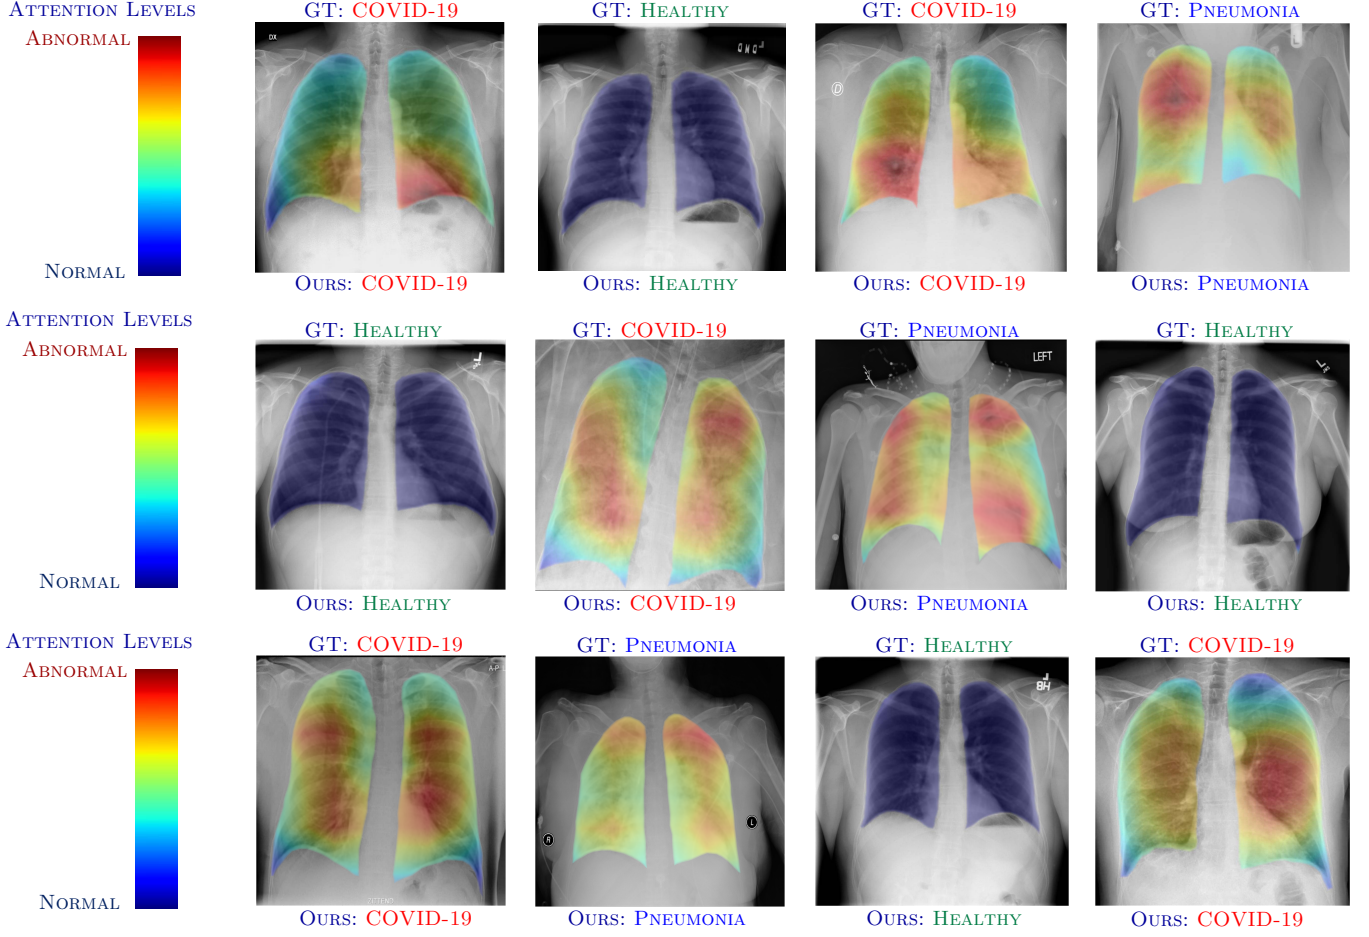 Attention Levels
GT: COVID-19
GT: Healthy
GT: COVID-19
GT: Pneumonia
Abnormal
DX
L
D
Normal
Ours: COVID-19
Ours: Healthy
Ours: COVID-19
Ours: Pneumonia
Attention Levels
GT: Healthy
GT: COVID-19
GT: Pneumonia
GT: Healthy
Abnormal
LEFT
L
Normal
Ours: Healthy
Ours: COVID-19
Ours: Pneumonia
Ours: Healthy
Attention Levels
GT: COVID-19
GT: Pneumonia
GT: Healthy
GT: COVID-19
Abnormal
A-P
L
BH
R
L
Normal
Ours: COVID-19
Ours: Pneumonia
Ours: Healthy
Ours: COVID-19